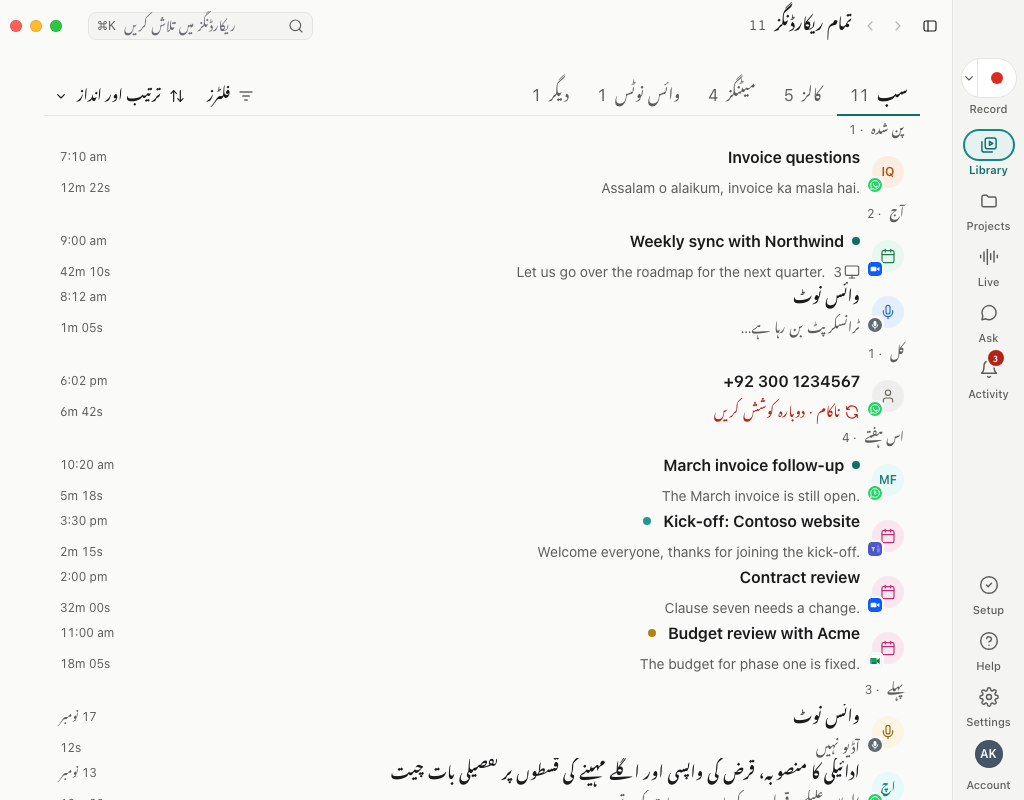 تمام ریکارڈنگز 11
ریکارڈنگز میں تلاش کریں ⌘K
سب 11
کالز 5
میٹنگز 4
وائس نوٹس 1
دیگر 1
فلٹرز
ترتیب اور انداز
پن شدہ · 1
IQ
Invoice questions
7:10 am
Assalam o alaikum, invoice ka masla hai.
12m 22s
آج · 2
Weekly sync with Northwind
9:00 am
Let us go over the roadmap for the next quarter. 3
42m 10s
وائس نوٹ
8:12 am
ٹرانسکرپٹ بن رہا ہے...
1m 05s
کل · 1
+92 300 1234567
6:02 pm
ناکام · دوبارہ کوشش کریں
6m 42s
اس ہفتے · 4
MF
March invoice follow-up
10:20 am
The March invoice is still open.
5m 18s
Kick-off: Contoso website
3:30 pm
Welcome everyone, thanks for joining the kick-off.
2m 15s
Contract review
2:00 pm
Clause seven needs a change.
32m 00s
Budget review with Acme
11:00 am
The budget for phase one is fixed.
18m 05s
پہلے · 3
وائس نوٹ
17 نومبر
آڈیو نہیں
12s
اچ
ادائیگی کا منصوبہ، قرض کی واپسی اور اگلے مہینے کی قسطوں پر تفصیلی بات چیت
13 نومبر
Record
Library
Projects
Live
Ask
3
Activity
Setup
Help
Settings
AK
Account